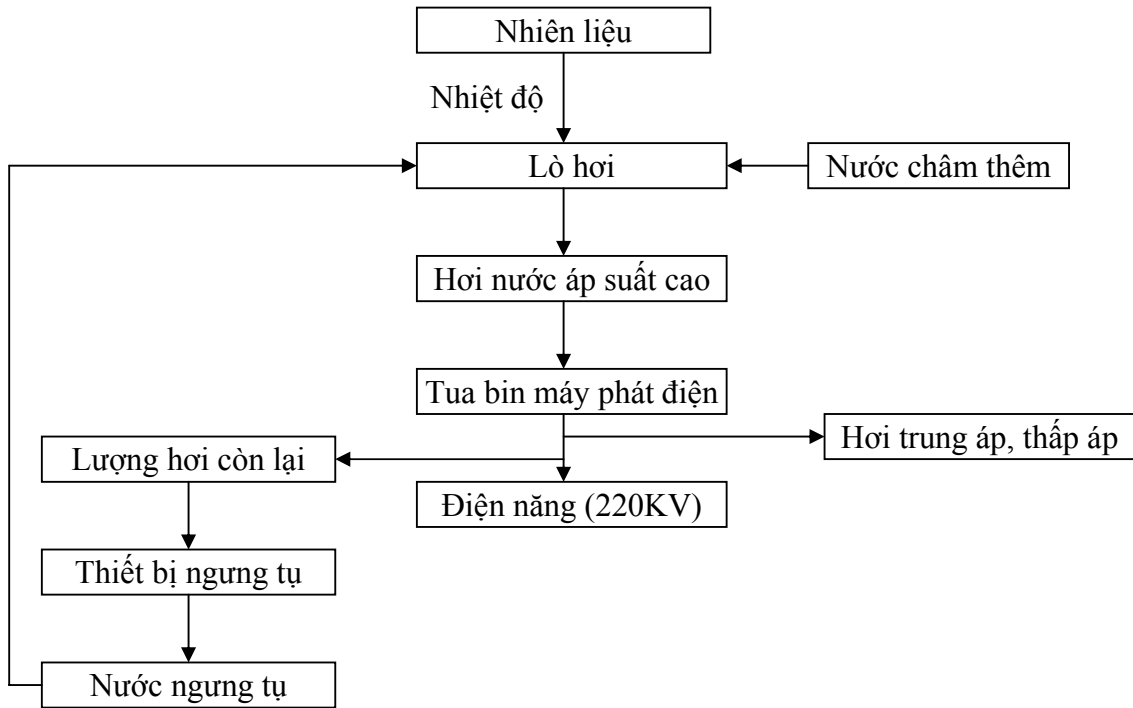 Nhiên liệu
Nhiệt độ
Lò hơi
Nước châm thêm
Hơi nước áp suất cao
Tua bin máy phát điện
Hơi trung áp, thấp áp
Lượng hơi còn lại
Điện năng (220KV)
Thiết bị ngưng tụ
Nước ngưng tụ